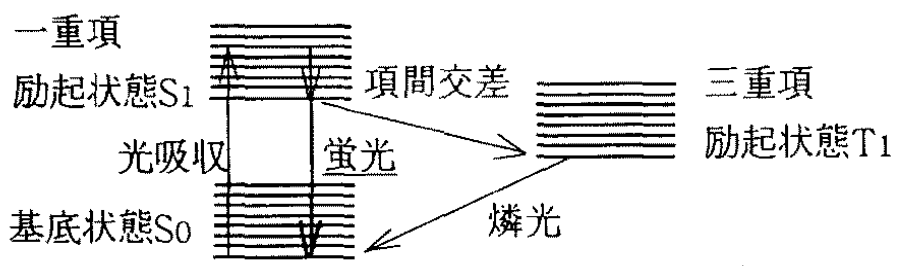 一重項
励起状態S1
項間交差
三重項
励起状態T1
光吸収
蛍光
基底状態S0
燐光